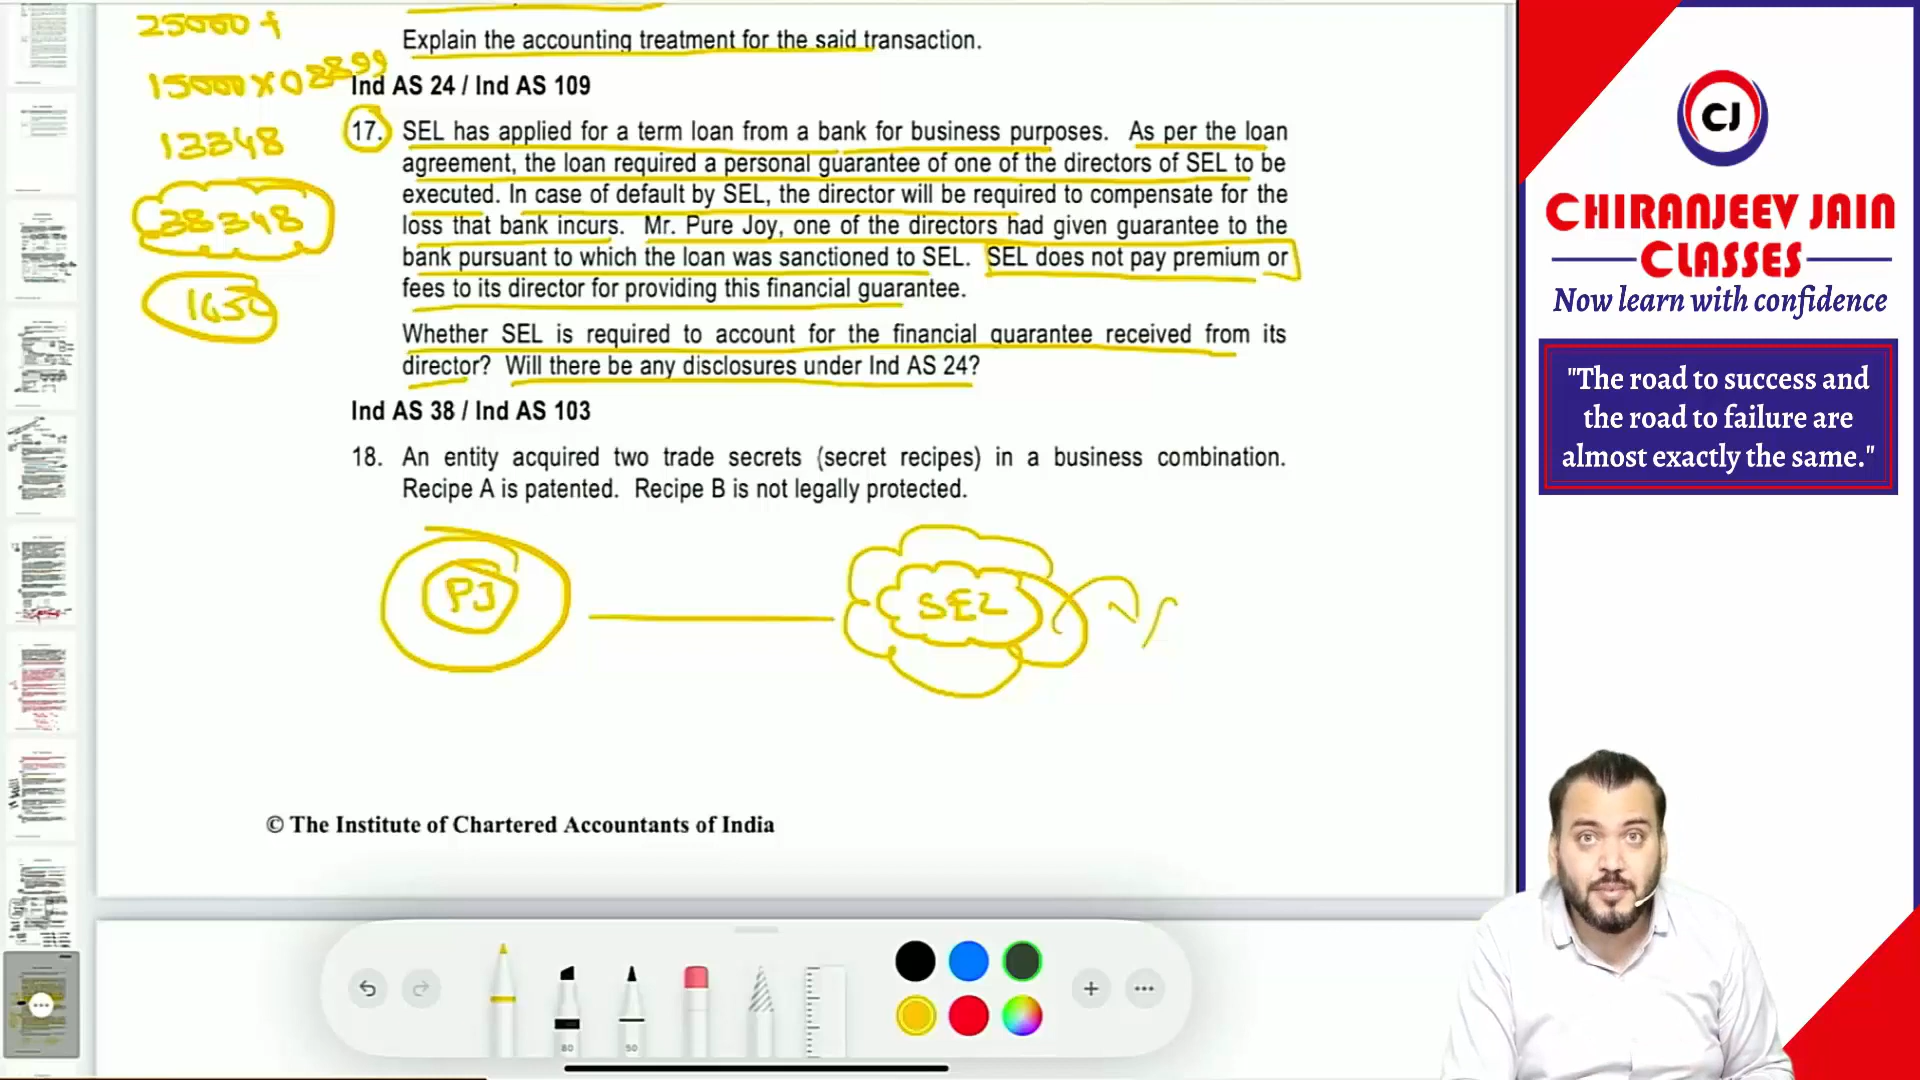 25000 +
15000 x 0 8899
13348
38348
1650
Explain the accounting treatment for the said transaction.
Ind AS 24 / Ind AS 109
17. SEL has applied for a term loan from a bank for business purposes. As per the loan
agreement, the loan required a personal guarantee of one of the directors of SEL to be
executed. In case of default by SEL, the director will be required to compensate for the
loss that bank incurs. Mr. Pure Joy, one of the directors had given guarantee to the
bank pursuant to which the loan was sanctioned to SEL. SEL does not pay premium or
fees to its director for providing this financial guarantee.
Whether SEL is required to account for the financial guarantee received from its
director? Will there be any disclosures under Ind AS 24?
Ind AS 38 / Ind AS 103
18. An entity acquired two trade secrets (secret recipes) in a business combination.
Recipe A is patented. Recipe B is not legally protected.
PJ
SEL
© The Institute of Chartered Accountants of India
80
50
CJ
CHIRANJEEV JAIN
CLASSES
Now learn with confidence
"The road to success and
the road to failure are
almost exactly the same."